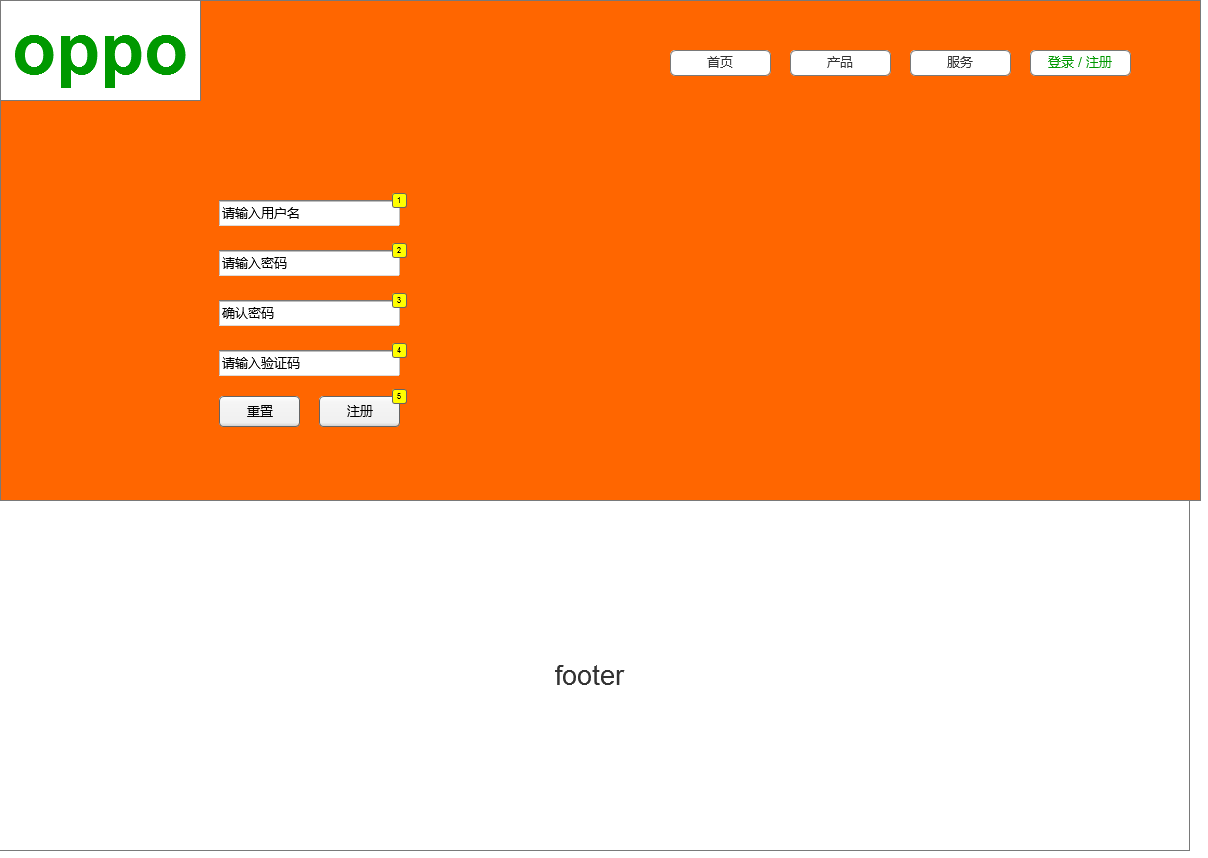 oppo
首页 产品 服务 登录 / 注册
1
请输入用户名
2
请输入密码
3
确认密码
4
请输入验证码
5
重置 注册
footer